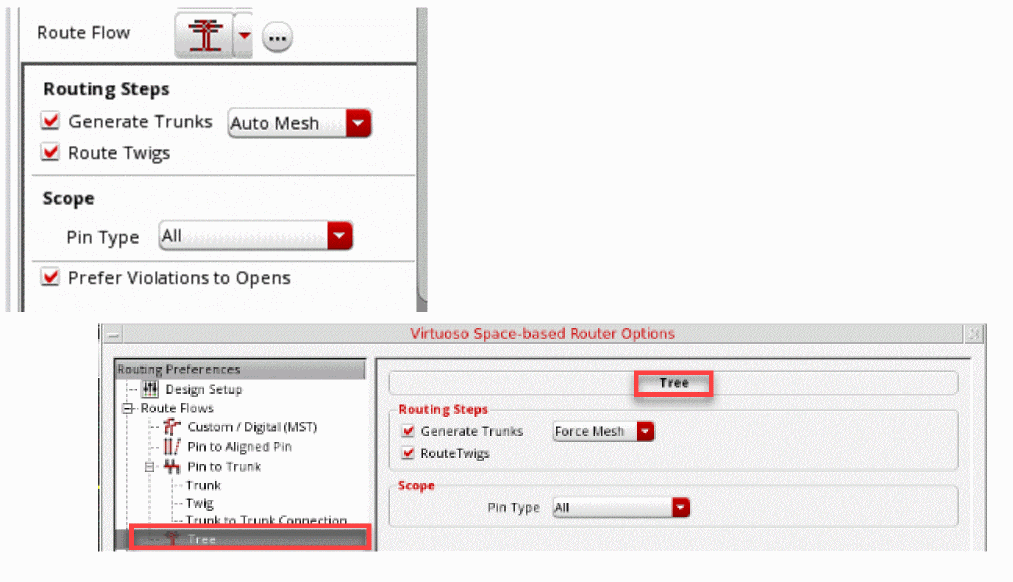 Route Flow
Routing Steps
Generate Trunks Auto Mesh
Route Twigs
Scope
Pin Type All
Prefer Violations to Opens
Virtuoso Space-based Router Options
Routing Preferences
Design Setup
Route Flows
Custom / Digital (MST)
Pin to Aligned Pin
Pin to Trunk
Trunk
Twig
Trunk to Trunk Connection
Tree
Tree
Routing Steps
Generate Trunks Force Mesh
RouteTwigs
Scope
Pin Type All